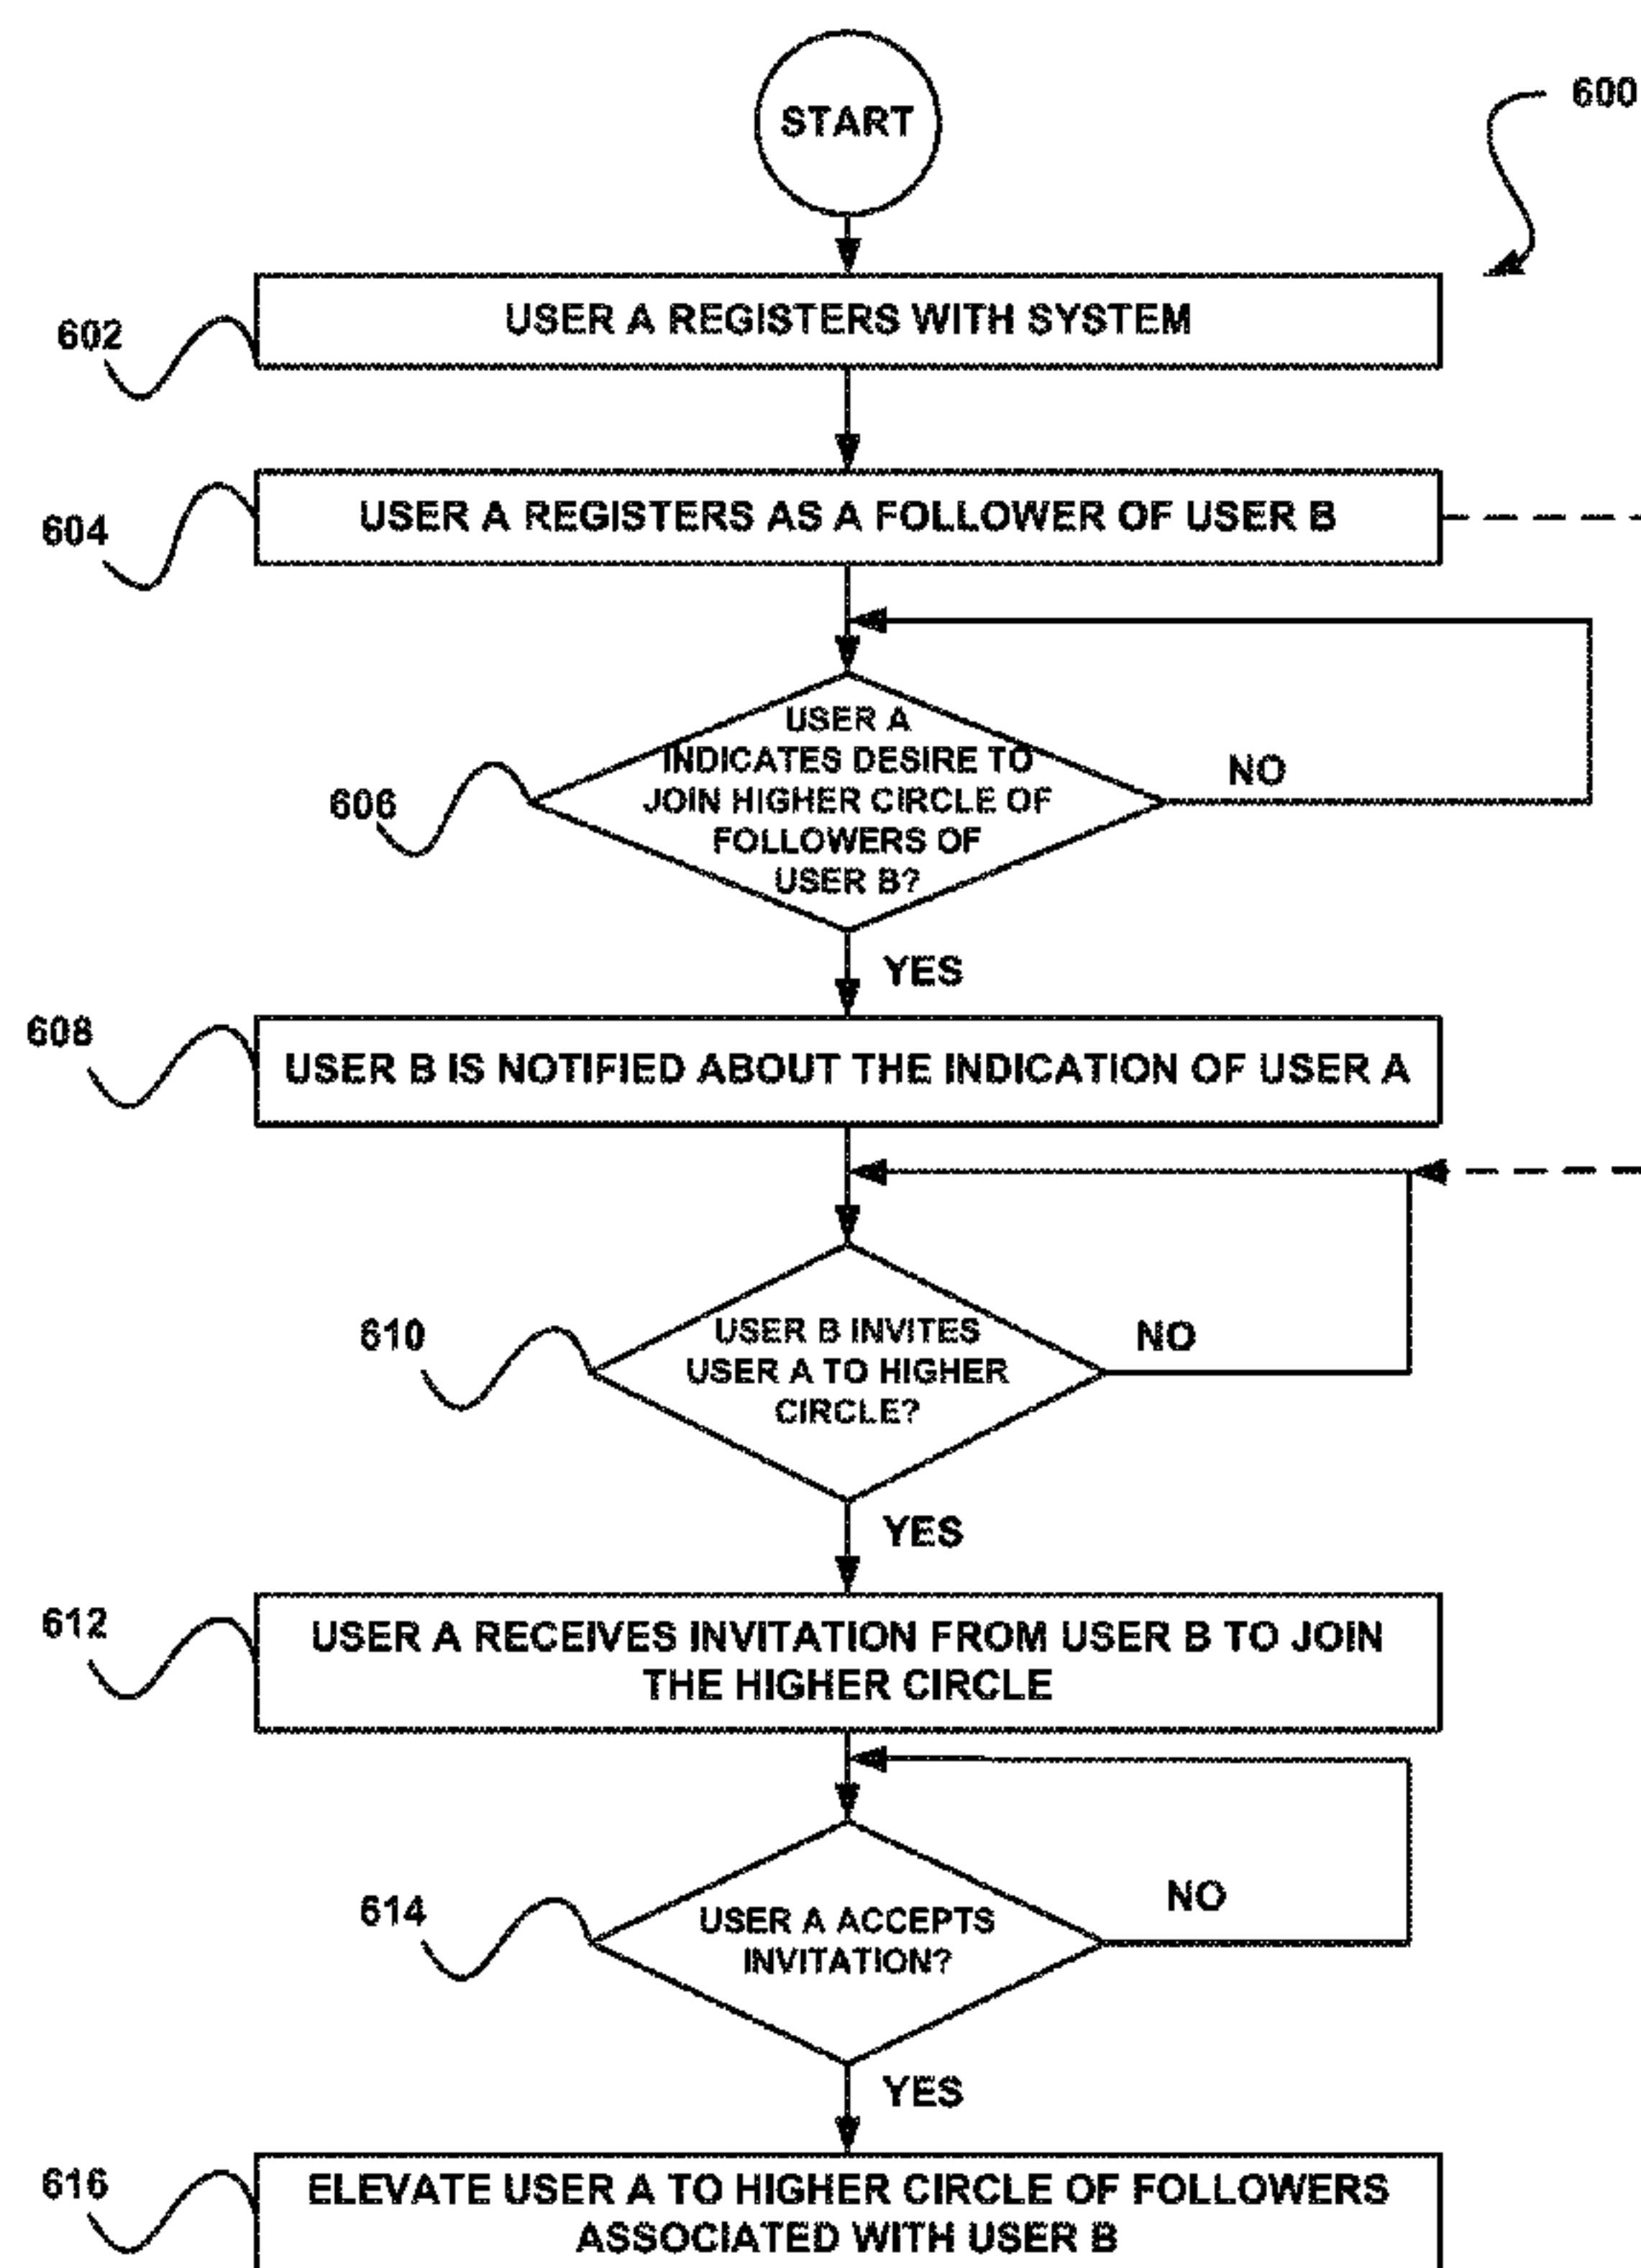 START
600
602
USER A REGISTERS WITH SYSTEM
604
USER A REGISTERS AS A FOLLOWER OF USER B
606
USER A
INDICATES DESIRE TO
JOIN HIGHER CIRCLE OF
FOLLOWERS OF
USER B?
NO
YES
608
USER B IS NOTIFIED ABOUT THE INDICATION OF USER A
610
USER B INVITES
USER A TO HIGHER
CIRCLE?
NO
YES
612
USER A RECEIVES INVITATION FROM USER B TO JOIN
THE HIGHER CIRCLE
614
USER A ACCEPTS
INVITATION?
NO
YES
616
ELEVATE USER A TO HIGHER CIRCLE OF FOLLOWERS
ASSOCIATED WITH USER B